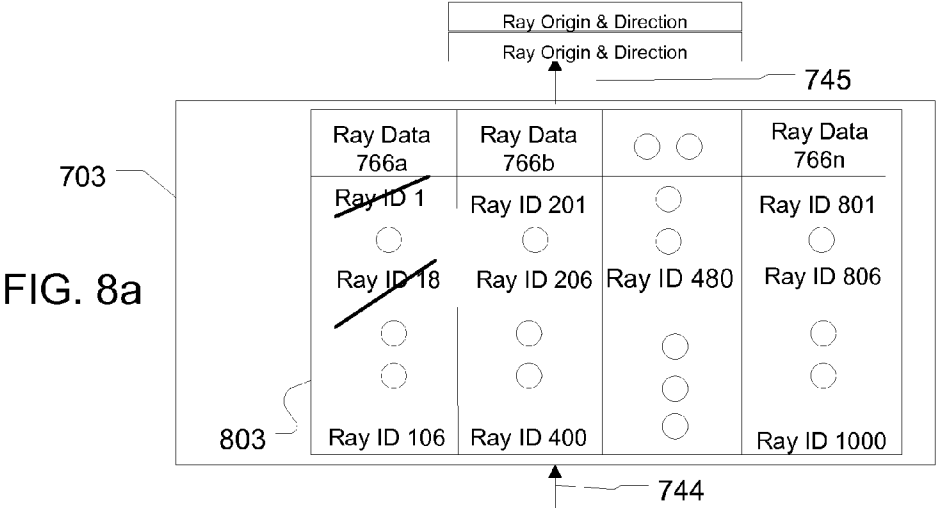 Ray Origin & Direction
Ray Origin & Direction
745
Ray Data 766a
Ray Data 766b
Ray Data 766n
703
Ray ID 1
Ray ID 201
Ray ID 801
FIG. 8a
Ray ID 18
Ray ID 206
Ray ID 480
Ray ID 806
803
Ray ID 106
Ray ID 400
Ray ID 1000
744